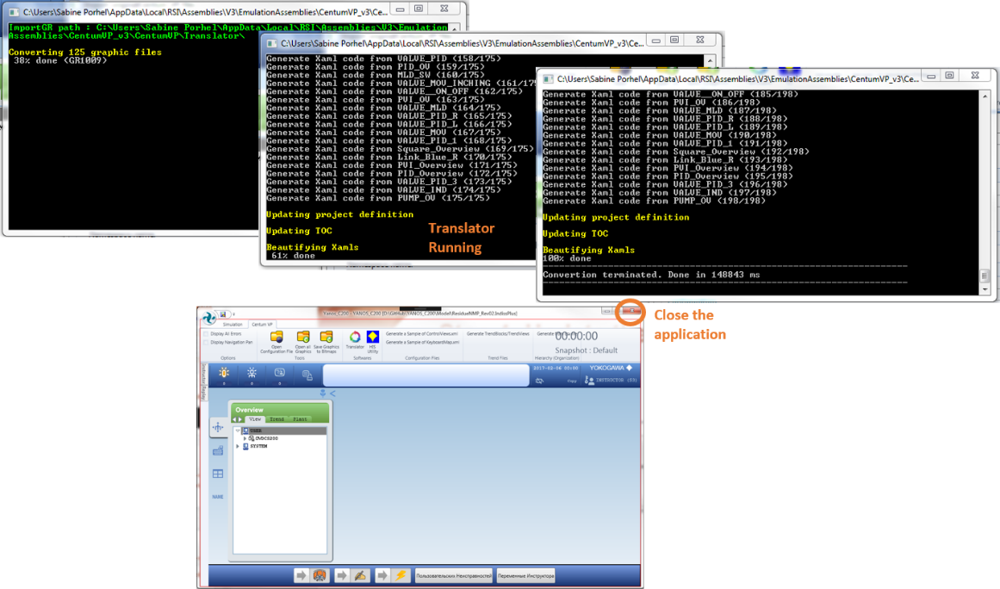 C:\Users\Sabine Porhel\AppData\Local\RSI\Assemblies\V3\EmulationAssemblies\CentumVP_v3\Ce...
ImportGR path : C:\Users\Sabine Porhel\AppData\Local\RSI\Assemblies\V3\Emulation
Assemblies\CentumVP_v3\CentumVP\Translator\
Converting 125 graphic files
38% done (GR1009)
C:\Users\Sabine Porhel\AppData\Local\RSI\Assemblies\V3\EmulationAssemblies\CentumVP_v3\Ce...
Generate Xaml code from VALVE_PID (158/175)
Generate Xaml code from PID_OV (159/175)
Generate Xaml code from MLD_SW (160/175)
Generate Xaml code from VALVE_MOV_INCHING (161/17
Generate Xaml code from VALVE__ON_OFF (162/175)
Generate Xaml code from PVI_OV (163/175)
Generate Xaml code from VALVE_MLD (164/175)
Generate Xaml code from VALVE_PID_R (165/175)
Generate Xaml code from VALVE_PID_L (166/175)
Generate Xaml code from VALVE_MOV (167/175)
Generate Xaml code from VALVE_PID_1 (168/175)
Generate Xaml code from Square_Overview (169/175)
Generate Xaml code from Link_Blue_R (170/175)
Generate Xaml code from PVI_Overview (171/175)
Generate Xaml code from PID_Overview (172/175)
Generate Xaml code from VALVE_PID_3 (173/175)
Generate Xaml code from VALVE_IND (174/175)
Generate Xaml code from PUMP_OV (175/175)
Updating project definition
Updating TOC
Beautifying Xamls
61% done
Translator
Running
C:\Users\Sabine Porhel\AppData\Local\RSI\Assemblies\V3\EmulationAssemblies\CentumVP_v3\Ce...
Generate Xaml code from VALVE__ON_OFF (185/198)
Generate Xaml code from PVI_OV (186/198)
Generate Xaml code from VALVE_MLD (187/198)
Generate Xaml code from VALVE_PID_R (188/198)
Generate Xaml code from VALVE_PID_L (189/198)
Generate Xaml code from VALVE_MOV (190/198)
Generate Xaml code from VALVE_PID_1 (191/198)
Generate Xaml code from Square_Overview (192/198)
Generate Xaml code from Link_Blue_R (193/198)
Generate Xaml code from PVI_Overview (194/198)
Generate Xaml code from PID_Overview (195/198)
Generate Xaml code from VALVE_PID_3 (196/198)
Generate Xaml code from VALVE_IND (197/198)
Generate Xaml code from PUMP_OV (198/198)
Updating project definition
Updating TOC
Beautifying Xamls
100% done
Convertion terminated. Done in 148843 ms
Close the
application
Yanos_C200 - YANOS_C200 [D:\GitHub\YANOS_C200\Model\ResidueNMP_Rev02.IndissPlus]
Simulation Centum VP
Display All Errors
Display Navigation Pan
Options
Open Configuration File
Open all Graphics
Save Graphics to Bitmaps
Tools
Translator
HIS Utility
Softwares
Generate a Sample of ControlViews.xml
Generate a Sample of KeyboardMap.xml
Configuration Files
Generate TrendBlocks/TrendViews
Trend Files
Generate
Hierarchy (Organization)
00:00:00
Snapshot : Default
2017-02-06 00:00
YOKOGAWA
Copy
INSTRUCTOR (S3)
Overview
View Trend Plant
USER
OVDCS200
SYSTEM
NAME
Пользовательских Неисправностей
Переменные Инструктора